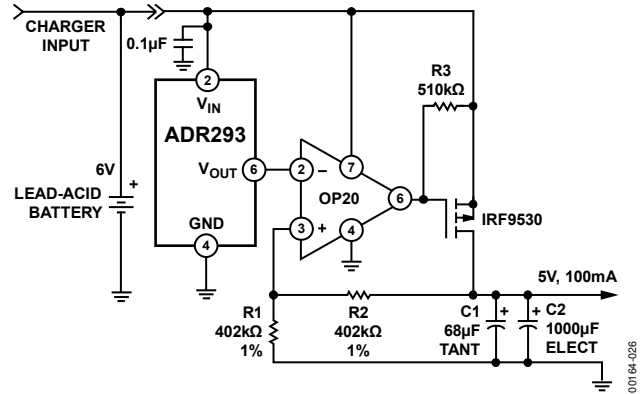 CHARGER
INPUT
0.1µF
2
V_IN
ADR293
V_OUT
6
GND
4
6V
+
LEAD-ACID
BATTERY
R3
510kΩ
2
–
7
OP20
6
3
+
4
IRF9530
5V, 100mA
R1
402kΩ
1%
R2
402kΩ
1%
C1
68µF
TANT
+
C2
1000µF
ELECT
+
00164-026